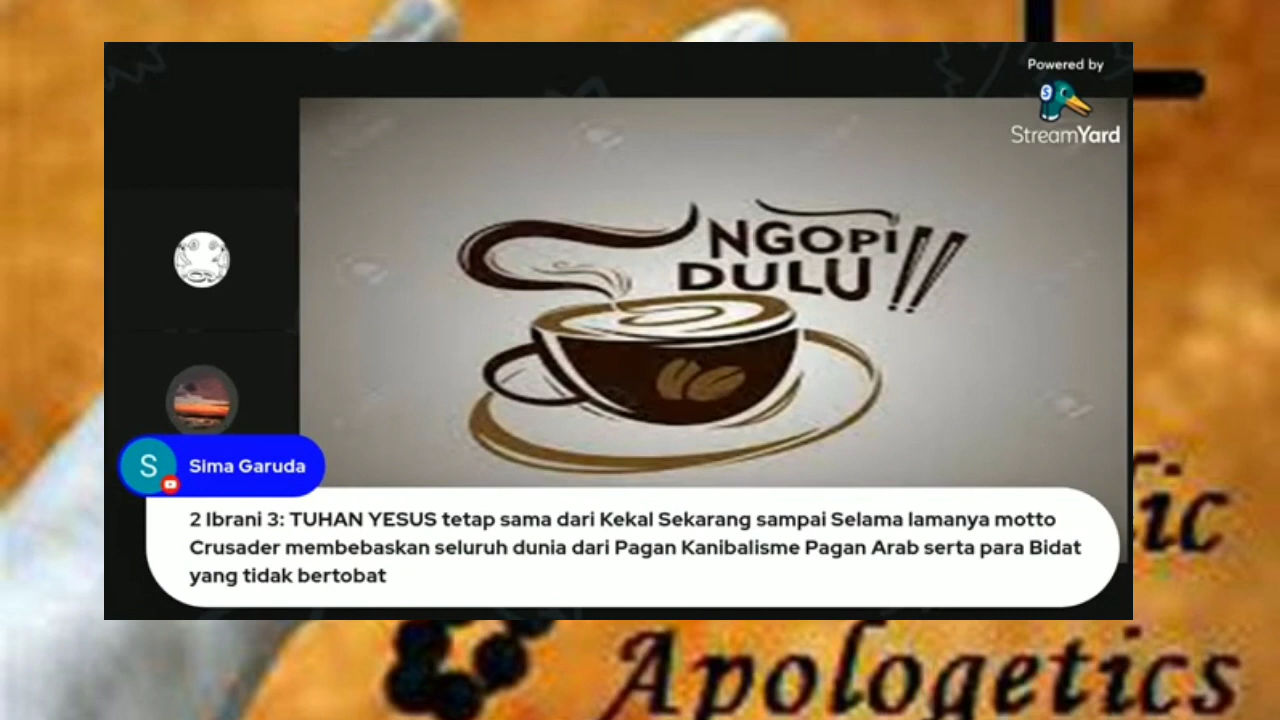 Powered by
StreamYard
NGOPI
DULU!!
S
Sima Garuda
2 Ibrani 3: TUHAN YESUS tetap sama dari Kekal Sekarang sampai Selama lamanya motto
Crusader membebaskan seluruh dunia dari Pagan Kanibalisme Pagan Arab serta para Bidat
yang tidak bertobat
ic
Apologetics